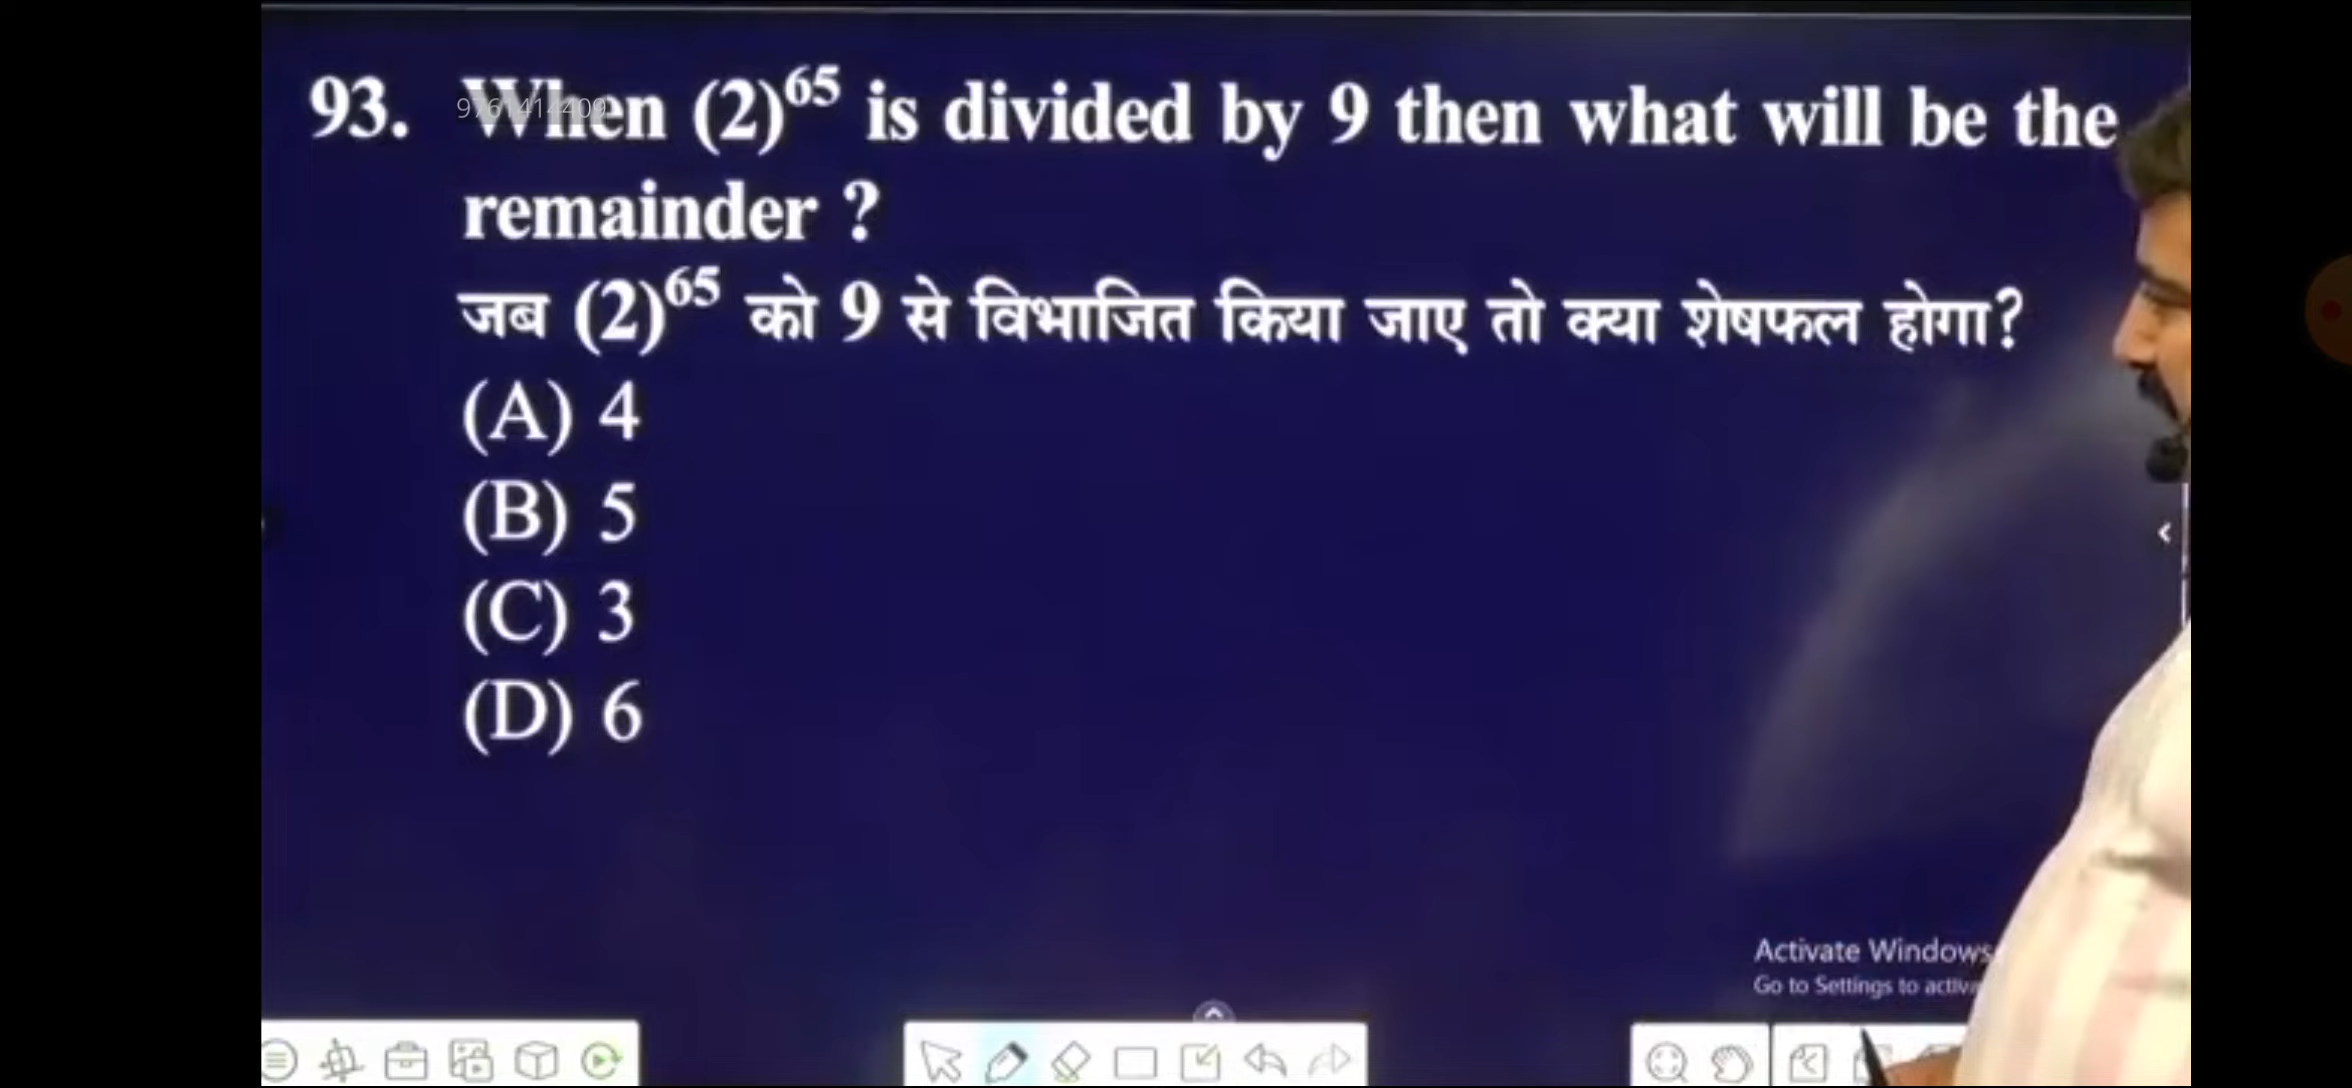 93. When (2)⁶⁵ is divided by 9 then what will be the
9761414409
remainder ?
जब (2)⁶⁵ को 9 से विभाजित किया जाए तो क्या शेषफल होगा?
(A) 4
(B) 5
(C) 3
(D) 6
Activate Windows
Go to Settings to